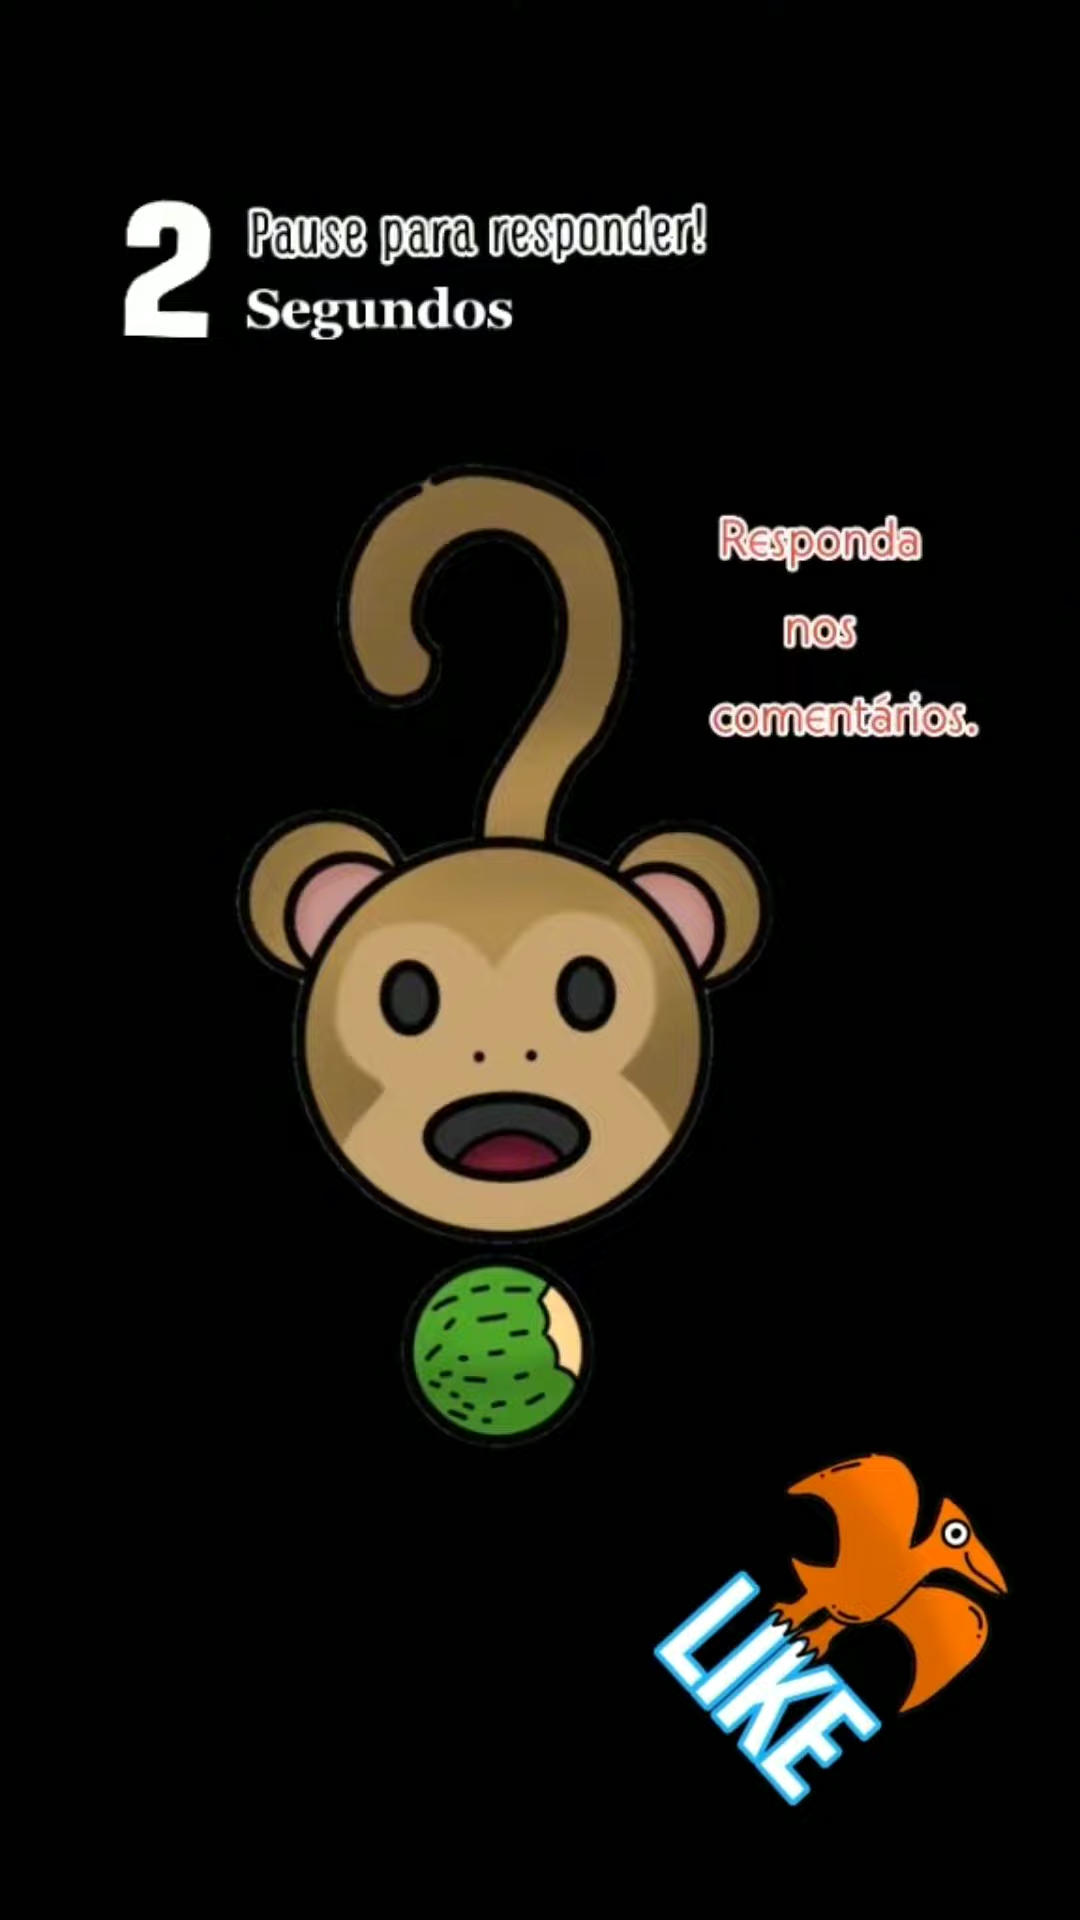 2
Pause para responder!
Segundos
Responda
nos
comentários.
LIKE